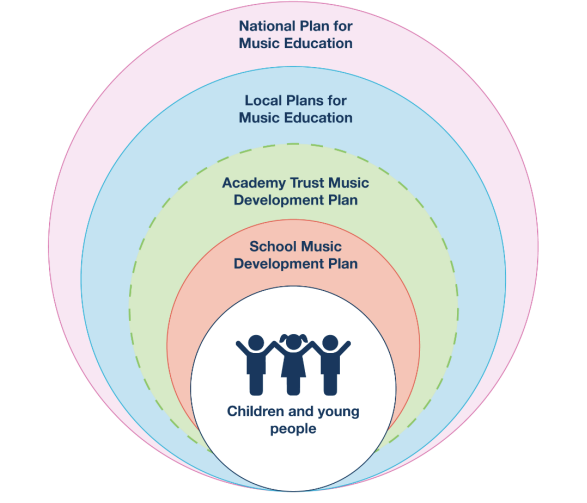 National Plan for
Music Education
Local Plans for
Music Education
Academy Trust Music
Development Plan
School Music
Development Plan
Children and young
people